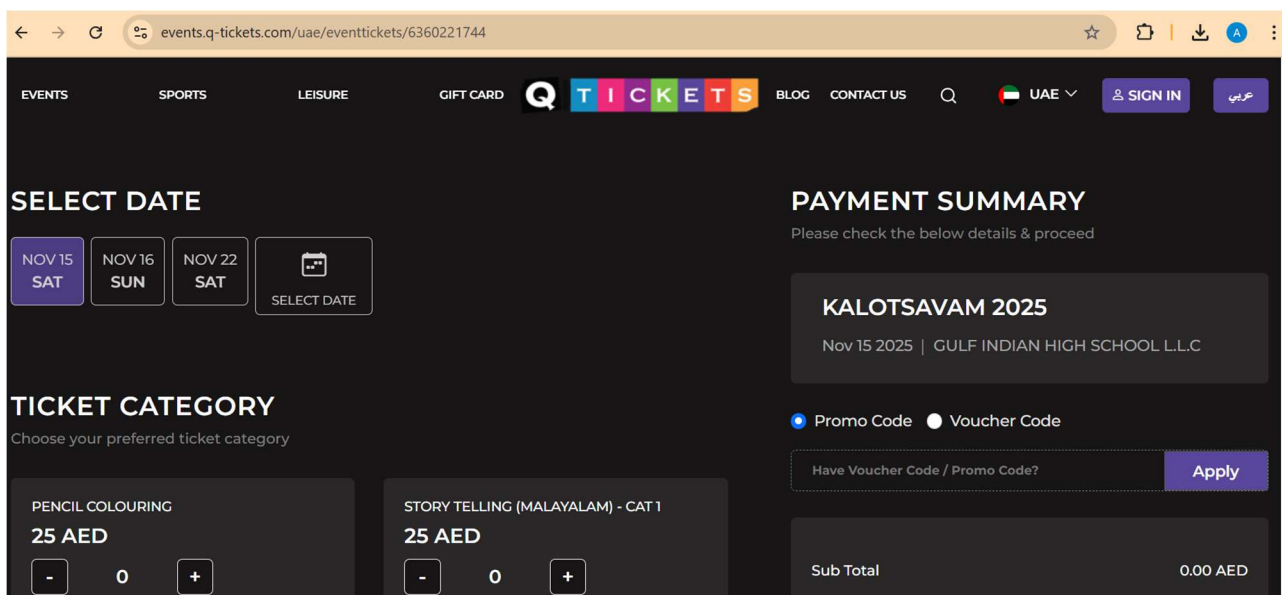 events.q-tickets.com/uae/eventtickets/6360221744
A
EVENTS SPORTS LEISURE GIFT CARD Q TICKETS BLOG CONTACT US UAE SIGN IN عربي
SELECT DATE
NOV 15 SAT
NOV 16 SUN
NOV 22 SAT
SELECT DATE
TICKET CATEGORY
Choose your preferred ticket category
PENCIL COLOURING
25 AED
- 0 +
STORY TELLING (MALAYALAM) - CAT 1
25 AED
- 0 +
PAYMENT SUMMARY
Please check the below details & proceed
KALOTSAVAM 2025
Nov 15 2025 | GULF INDIAN HIGH SCHOOL L.L.C
Promo Code Voucher Code
Have Voucher Code / Promo Code? Apply
Sub Total 0.00 AED